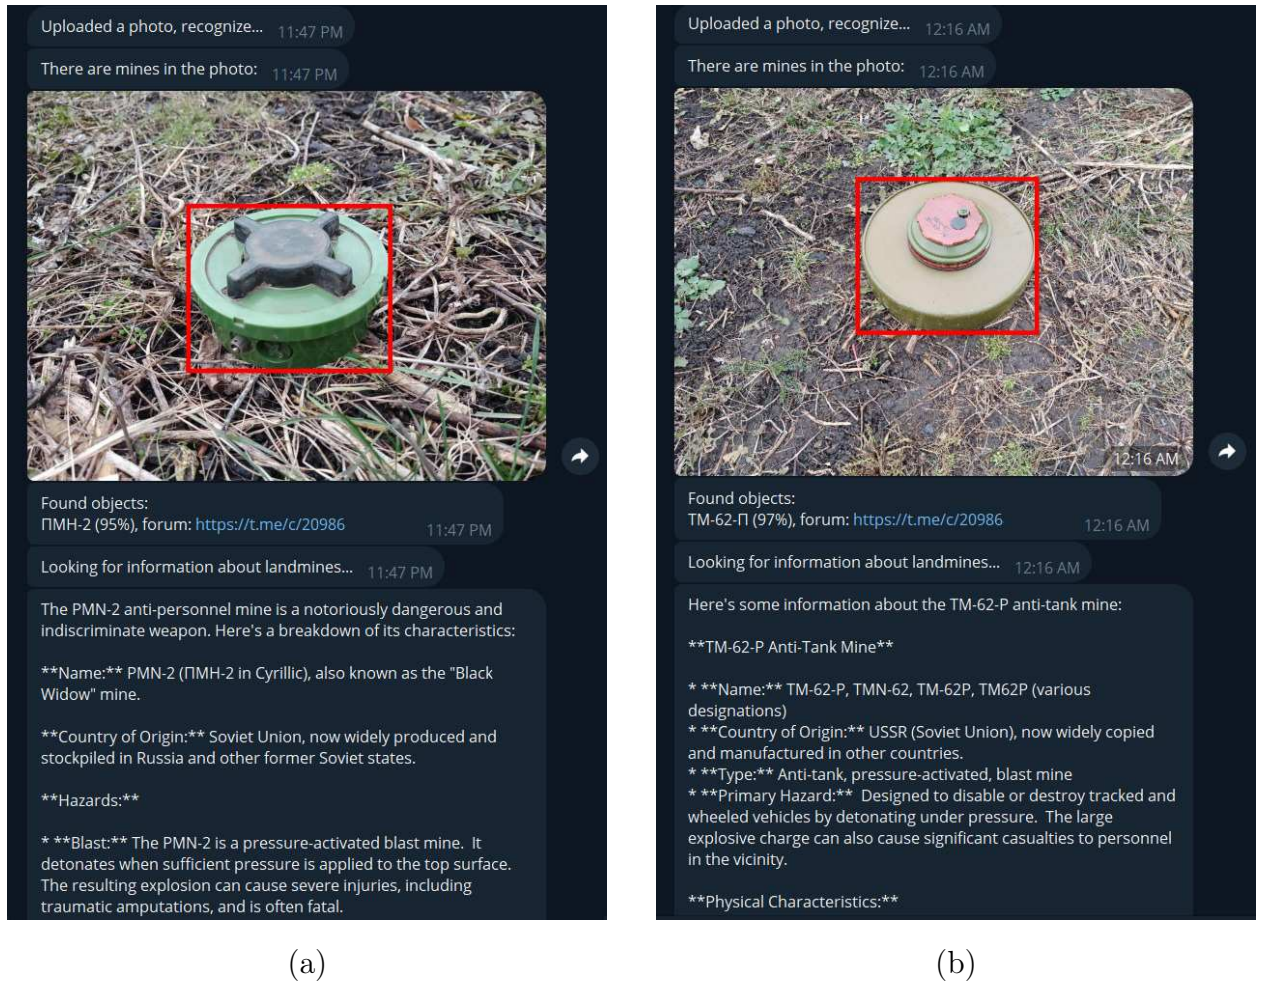 Uploaded a photo, recognize... 11:47 PM
There are mines in the photo: 11:47 PM
Found objects:
ПМН-2 (95%), forum: https://t.me/c/20986 11:47 PM
Looking for information about landmines... 11:47 PM
The PMN-2 anti-personnel mine is a notoriously dangerous and
indiscriminate weapon. Here's a breakdown of its characteristics:
**Name:** PMN-2 (ПМН-2 in Cyrillic), also known as the "Black
Widow" mine.
**Country of Origin:** Soviet Union, now widely produced and
stockpiled in Russia and other former Soviet states.
**Hazards:**
* **Blast:** The PMN-2 is a pressure-activated blast mine. It
detonates when sufficient pressure is applied to the top surface.
The resulting explosion can cause severe injuries, including
traumatic amputations, and is often fatal.
(a)
Uploaded a photo, recognize... 12:16 AM
There are mines in the photo: 12:16 AM
12:16 AM
Found objects:
ТМ-62-П (97%), forum: https://t.me/c/20986 12:16 AM
Looking for information about landmines... 12:16 AM
Here's some information about the TM-62-P anti-tank mine:
**TM-62-P Anti-Tank Mine**
* **Name:** TM-62-P, TMN-62, TM-62P, TM62P (various
designations)
* **Country of Origin:** USSR (Soviet Union), now widely copied
and manufactured in other countries.
* **Type:** Anti-tank, pressure-activated, blast mine
* **Primary Hazard:** Designed to disable or destroy tracked and
wheeled vehicles by detonating under pressure. The large
explosive charge can also cause significant casualties to personnel
in the vicinity.
**Physical Characteristics:**
(b)